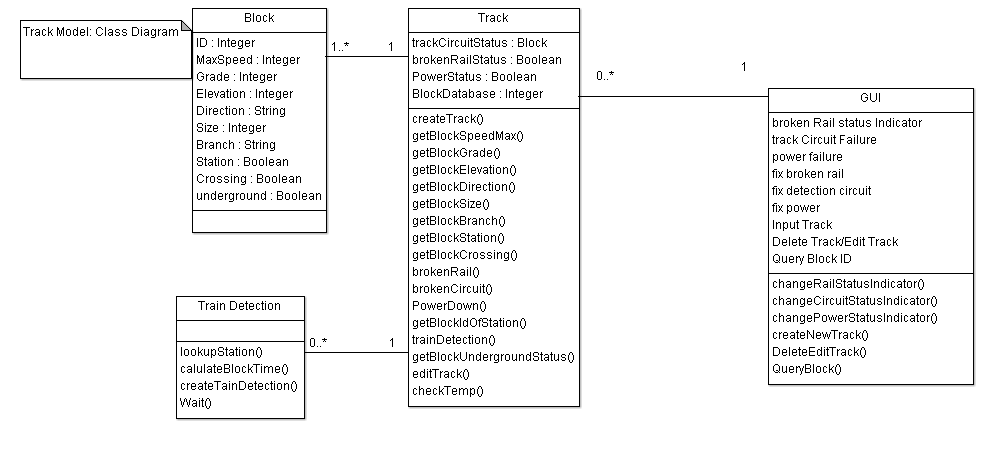 Track Model: Class Diagram
Block
ID : Integer
MaxSpeed : Integer
Grade : Integer
Elevation : Integer
Direction : String
Size : Integer
Branch : String
Station : Boolean
Crossing : Boolean
underground : Boolean
1..*
1
Track
trackCircuitStatus : Block
brokenRailStatus : Boolean
PowerStatus : Boolean
BlockDatabase : Integer
createTrack()
getBlockSpeedMax()
getBlockGrade()
getBlockElevation()
getBlockDirection()
getBlockSize()
getBlockBranch()
getBlockStation()
getBlockCrossing()
brokenRail()
brokenCircuit()
PowerDown()
getBlockIdOfStation()
trainDetection()
getBlockUndergroundStatus()
editTrack()
checkTemp()
0..*
1
GUI
broken Rail status Indicator
track Circuit Failure
power failure
fix broken rail
fix detection circuit
fix power
Input Track
Delete Track/Edit Track
Query Block ID
changeRailStatusIndicator()
changeCircuitStatusIndicator()
changePowerStatusIndicator()
createNewTrack()
DeleteEditTrack()
QueryBlock()
Train Detection
lookupStation()
calulateBlockTime()
createTainDetection()
Wait()
0..*
1